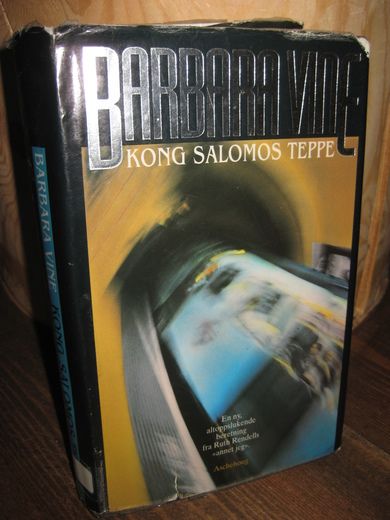 BARBARA VINE
KONG SALOMOS TEPPE
En ny,
altoppslukende
beretning
fra Ruth Rendells
«annet jeg».
Aschehoug
BARBARA VINE KONG SALOMOS